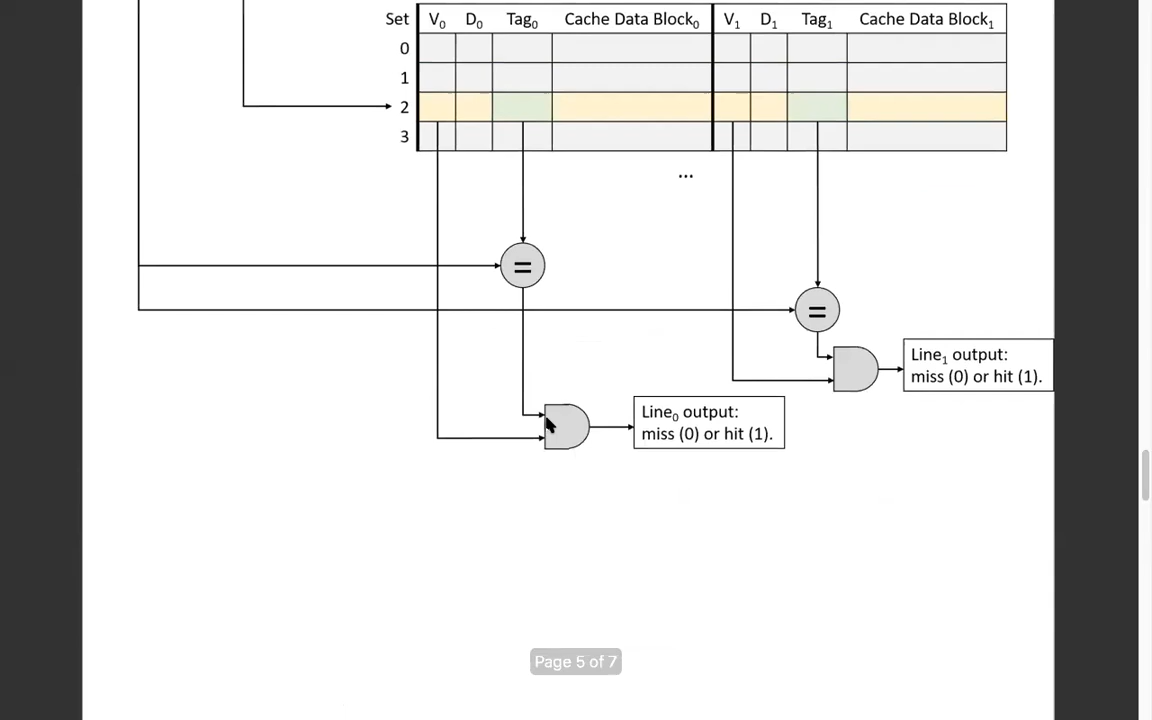 Set V₀ D₀ Tag₀ Cache Data Block₀ V₁ D₁ Tag₁ Cache Data Block₁
0
1
2
3
...
=
=
Line₁ output:
miss (0) or hit (1).
Line₀ output:
miss (0) or hit (1).
Page 5 of 7